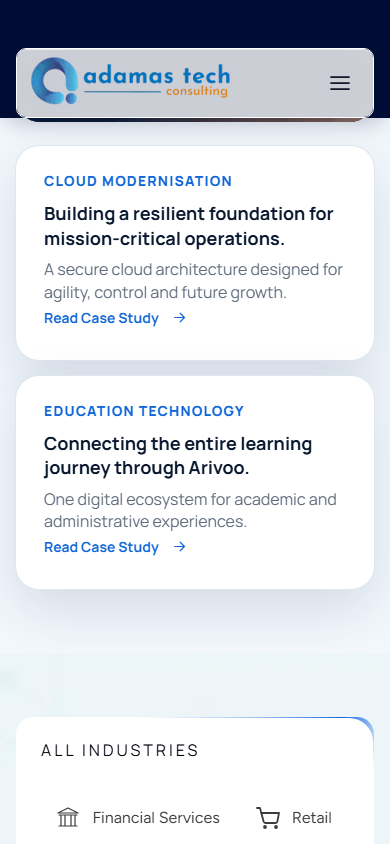 adamas tech
consulting
CLOUD MODERNISATION
Building a resilient foundation for
mission-critical operations.
A secure cloud architecture designed for
agility, control and future growth.
Read Case Study →
EDUCATION TECHNOLOGY
Connecting the entire learning
journey through Arivoo.
One digital ecosystem for academic and
administrative experiences.
Read Case Study →
ALL INDUSTRIES
Financial Services
Retail